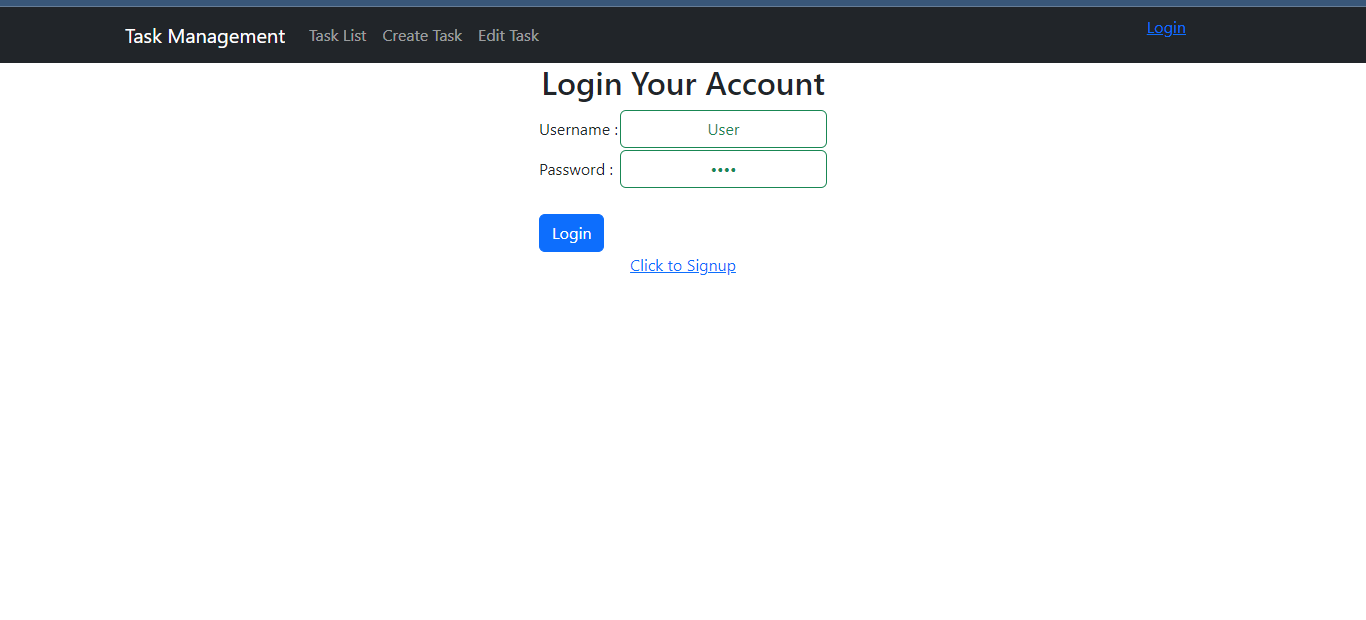 Task Management Task List Create Task Edit Task Login
Login Your Account
Username : User
Password : ••••
Login
Click to Signup